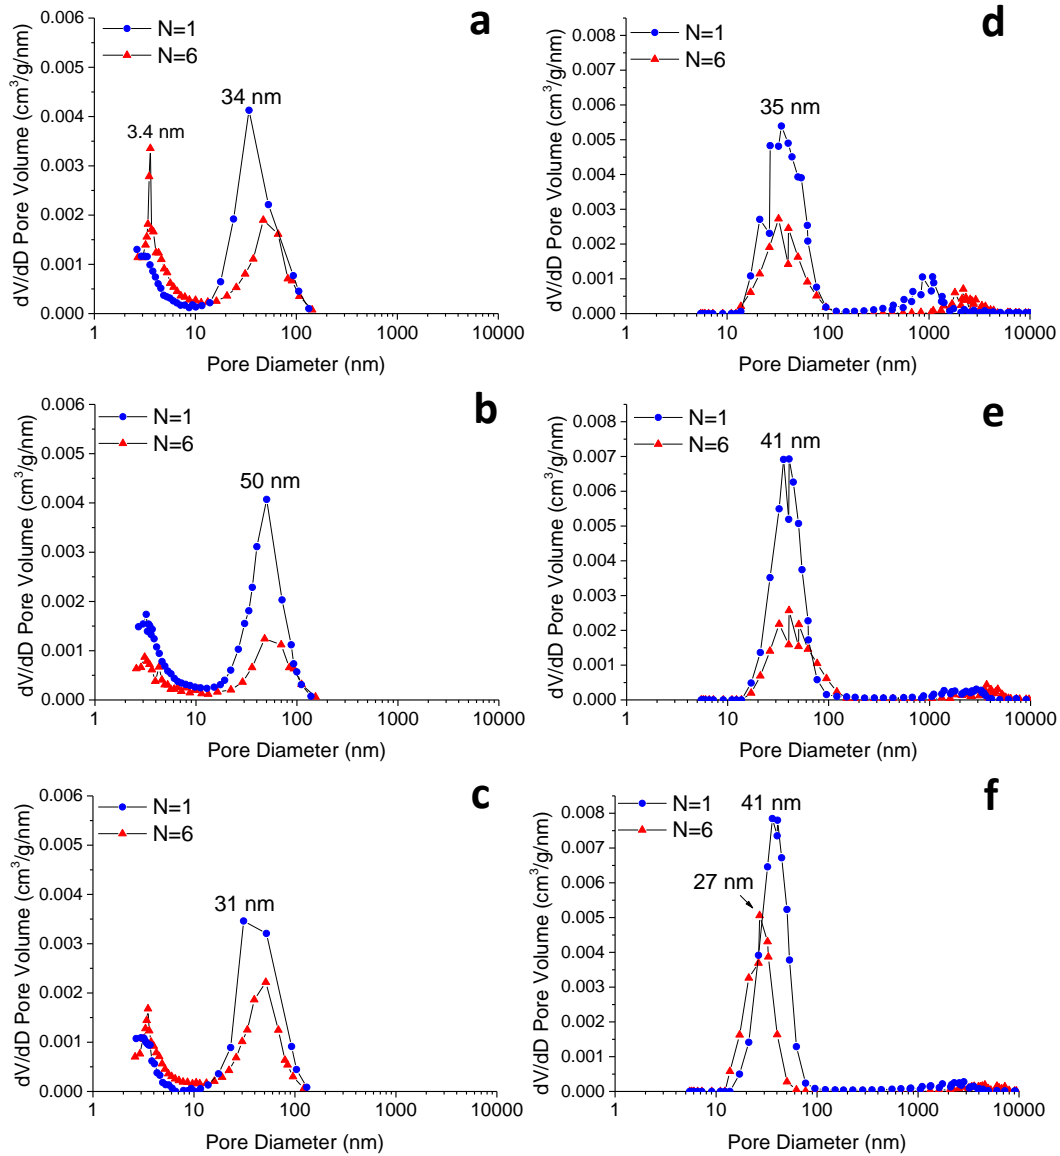 a
N=1
N=6
34 nm
3.4 nm
dV/dD Pore Volume (cm³/g/nm)
0.006
0.005
0.004
0.003
0.002
0.001
0.000
1
10
100
1000
10000
Pore Diameter (nm)
d
N=1
N=6
35 nm
dV/dD Pore Volume (cm³/g/nm)
0.008
0.007
0.006
0.005
0.004
0.003
0.002
0.001
0.000
1
10
100
1000
10000
Pore Diameter (nm)
b
N=1
N=6
50 nm
dV/dD Pore Volume (cm³/g/nm)
0.006
0.005
0.004
0.003
0.002
0.001
0.000
1
10
100
1000
10000
Pore Diameter (nm)
e
N=1
N=6
41 nm
dV/dD Pore Volume (cm³/g/nm)
0.008
0.007
0.006
0.005
0.004
0.003
0.002
0.001
0.000
1
10
100
1000
10000
Pore Diameter (nm)
c
N=1
N=6
31 nm
dV/dD Pore Volume (cm³/g/nm)
0.006
0.005
0.004
0.003
0.002
0.001
0.000
1
10
100
1000
10000
Pore Diameter (nm)
f
N=1
N=6
41 nm
27 nm
dV/dD Pore Volume (cm³/g/nm)
0.008
0.007
0.006
0.005
0.004
0.003
0.002
0.001
0.000
1
10
100
1000
10000
Pore Diameter (nm)